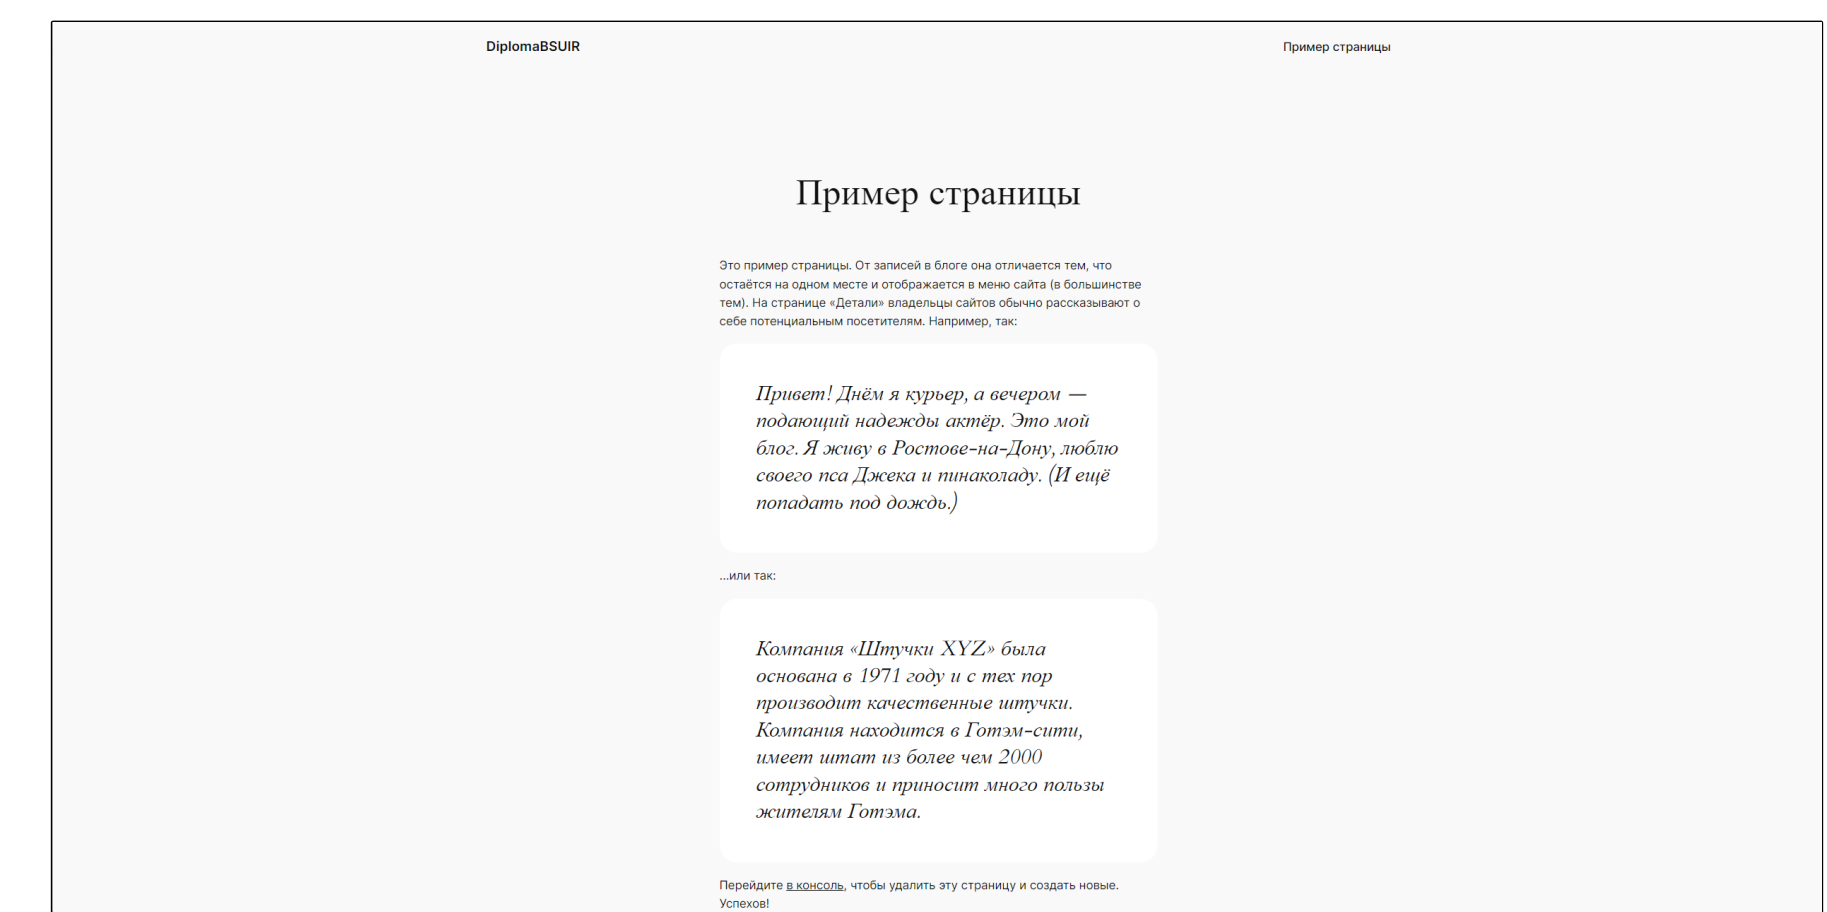 DiplomaBSUIR
Пример страницы
Пример страницы
Это пример страницы. От записей в блоге она отличается тем, что
остаётся на одном месте и отображается в меню сайта (в большинстве
тем). На странице «Детали» владельцы сайтов обычно рассказывают о
себе потенциальным посетителям. Например, так:
Привет! Днём я курьер, а вечером —
подающий надежды актёр. Это мой
блог. Я живу в Ростове-на-Дону, люблю
своего пса Джека и пинаколаду. (И ещё
попадать под дождь.)
...или так:
Компания «Штучки XYZ» была
основана в 1971 году и с тех пор
производит качественные штучки.
Компания находится в Готэм-сити,
имеет штат из более чем 2000
сотрудников и приносит много пользы
жителям Готэма.
Перейдите в консоль, чтобы удалить эту страницу и создать новые.
Успехов!